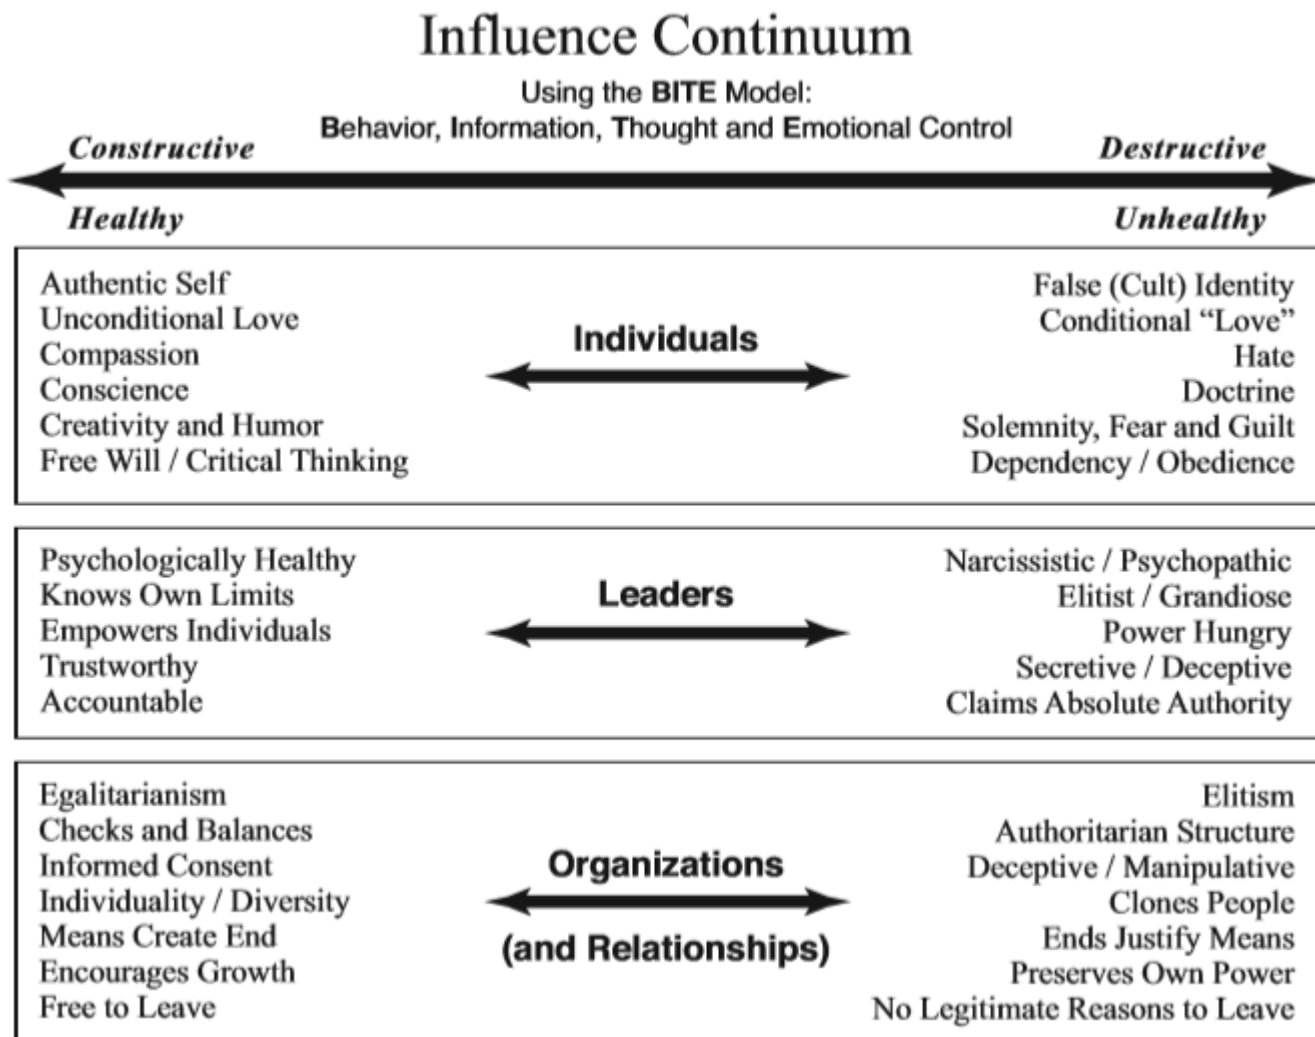 Influence Continuum
Using the BITE Model:
Behavior, Information, Thought and Emotional Control
Constructive
Destructive
Healthy
Unhealthy
Authentic Self
Unconditional Love
Compassion
Conscience
Creativity and Humor
Free Will / Critical Thinking
Individuals
False (Cult) Identity
Conditional “Love”
Hate
Doctrine
Solemnity, Fear and Guilt
Dependency / Obedience
Psychologically Healthy
Knows Own Limits
Empowers Individuals
Trustworthy
Accountable
Leaders
Narcissistic / Psychopathic
Elitist / Grandiose
Power Hungry
Secretive / Deceptive
Claims Absolute Authority
Egalitarianism
Checks and Balances
Informed Consent
Individuality / Diversity
Means Create End
Encourages Growth
Free to Leave
Organizations
(and Relationships)
Elitism
Authoritarian Structure
Deceptive / Manipulative
Clones People
Ends Justify Means
Preserves Own Power
No Legitimate Reasons to Leave